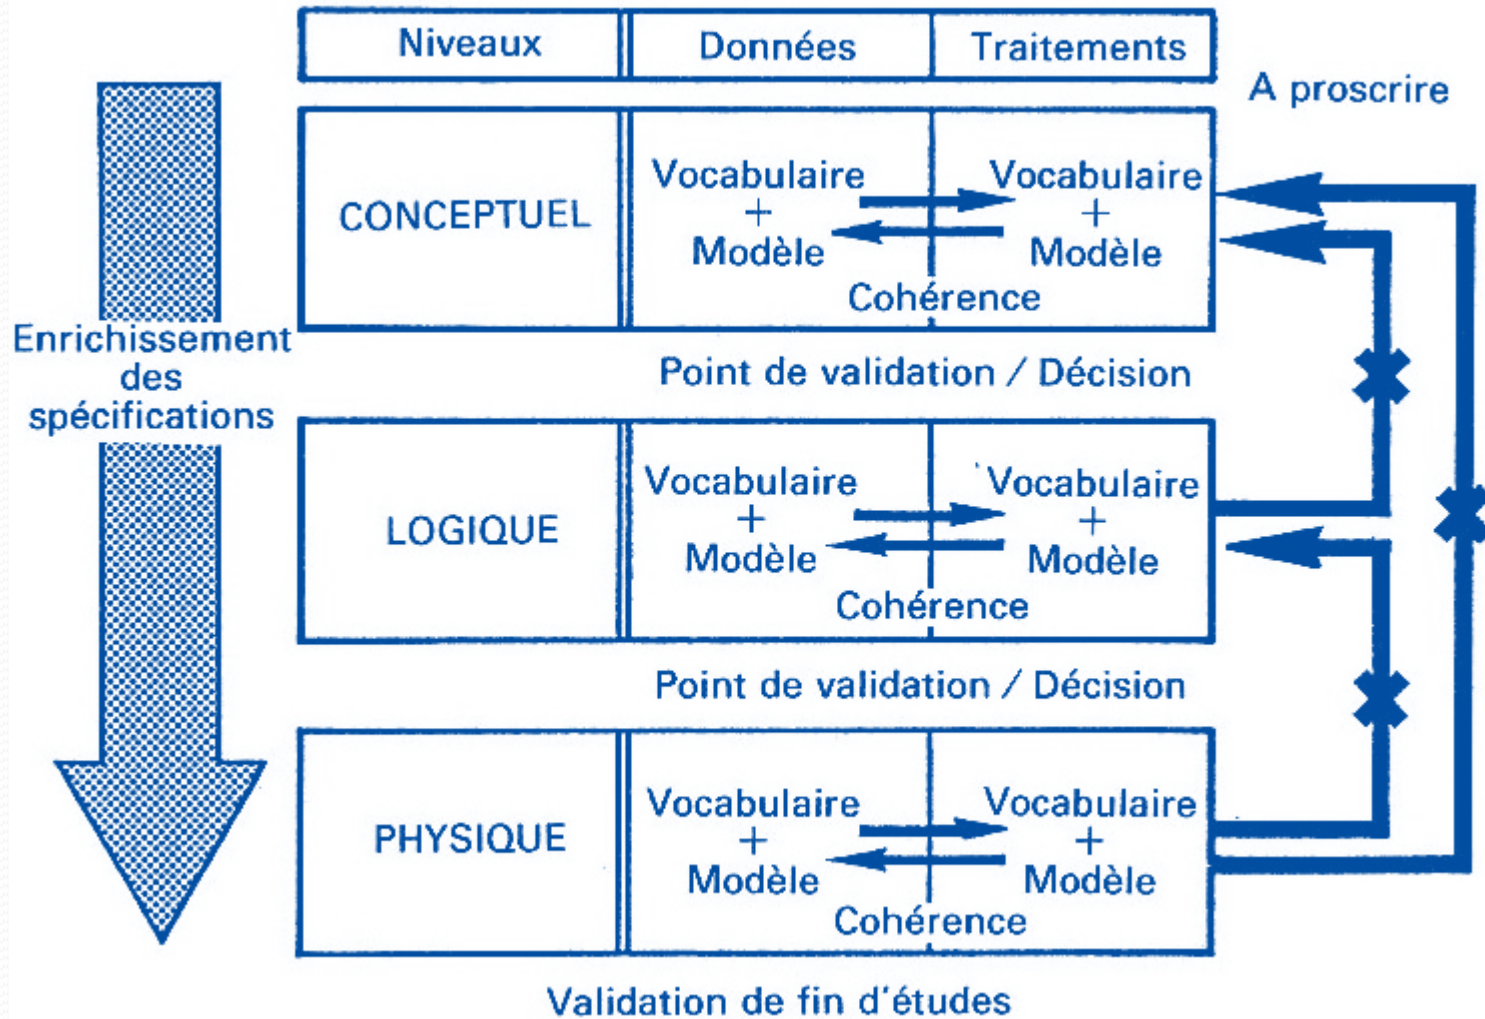 Niveaux Données Traitements
A proscrire
Vocabulaire Vocabulaire
CONCEPTUEL + +
Modèle Modèle
Cohérence
Enrichissement
des
spécifications
Point de validation / Décision
Vocabulaire Vocabulaire
LOGIQUE + +
Modèle Modèle
Cohérence
Point de validation / Décision
Vocabulaire Vocabulaire
PHYSIQUE + +
Modèle Modèle
Cohérence
Validation de fin d'études